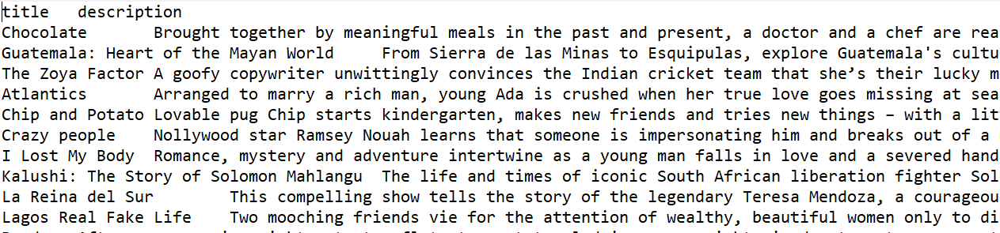 title	description
Chocolate	Brought together by meaningful meals in the past and present, a doctor and a chef are rea
Guatemala: Heart of the Mayan World	From Sierra de las Minas to Esquipulas, explore Guatemala's cultu
The Zoya Factor	A goofy copywriter unwittingly convinces the Indian cricket team that she’s their lucky m
Atlantics	Arranged to marry a rich man, young Ada is crushed when her true love goes missing at sea
Chip and Potato	Lovable pug Chip starts kindergarten, makes new friends and tries new things – with a lit
Crazy people	Nollywood star Ramsey Nouah learns that someone is impersonating him and breaks out of a
I Lost My Body	Romance, mystery and adventure intertwine as a young man falls in love and a severed hand
Kalushi: The Story of Solomon Mahlangu	The life and times of iconic South African liberation fighter Sol
La Reina del Sur	This compelling show tells the story of the legendary Teresa Mendoza, a courageou
Lagos Real Fake Life	Two mooching friends vie for the attention of wealthy, beautiful women only to di